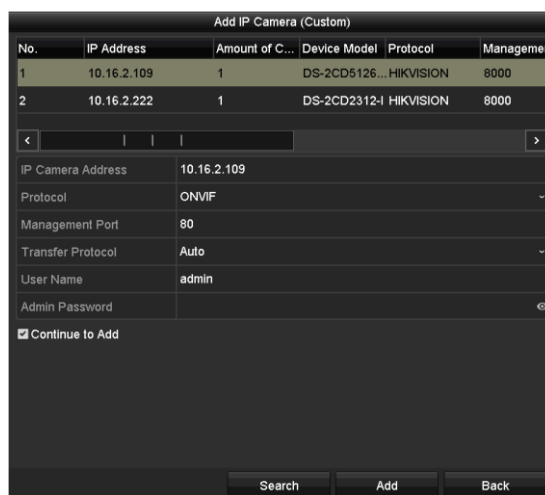 Add IP Camera (Custom)
No. IP Address Amount of C... Device Model Protocol Manageme
1 10.16.2.109 1 DS-2CD5126... HIKVISION 8000
2 10.16.2.222 1 DS-2CD2312-I HIKVISION 8000
IP Camera Address 10.16.2.109
Protocol ONVIF
Management Port 80
Transfer Protocol Auto
User Name admin
Admin Password
Continue to Add
Search Add Back